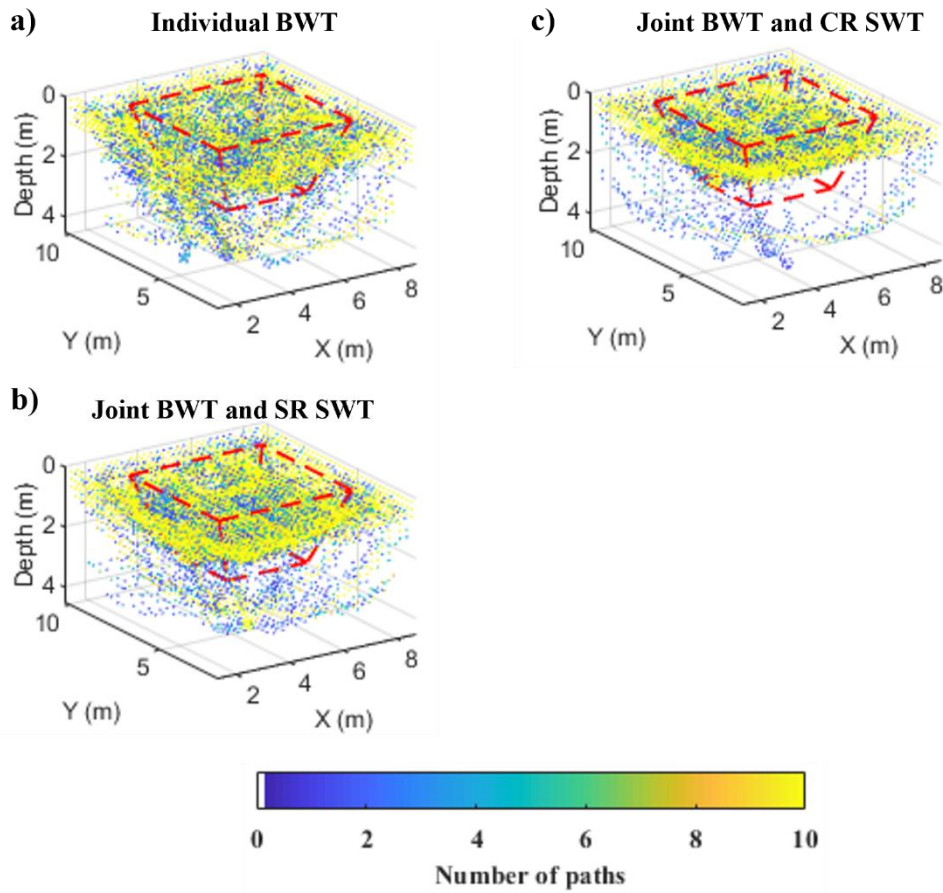 a)
Individual BWT
0
2
4
Depth (m)
10
5
Y (m)
2
4
6
8
X (m)
c)
Joint BWT and CR SWT
0
2
4
Depth (m)
10
5
Y (m)
2
4
6
8
X (m)
b)
Joint BWT and SR SWT
0
2
4
Depth (m)
10
5
Y (m)
2
4
6
8
X (m)
0 2 4 6 8 10
Number of paths